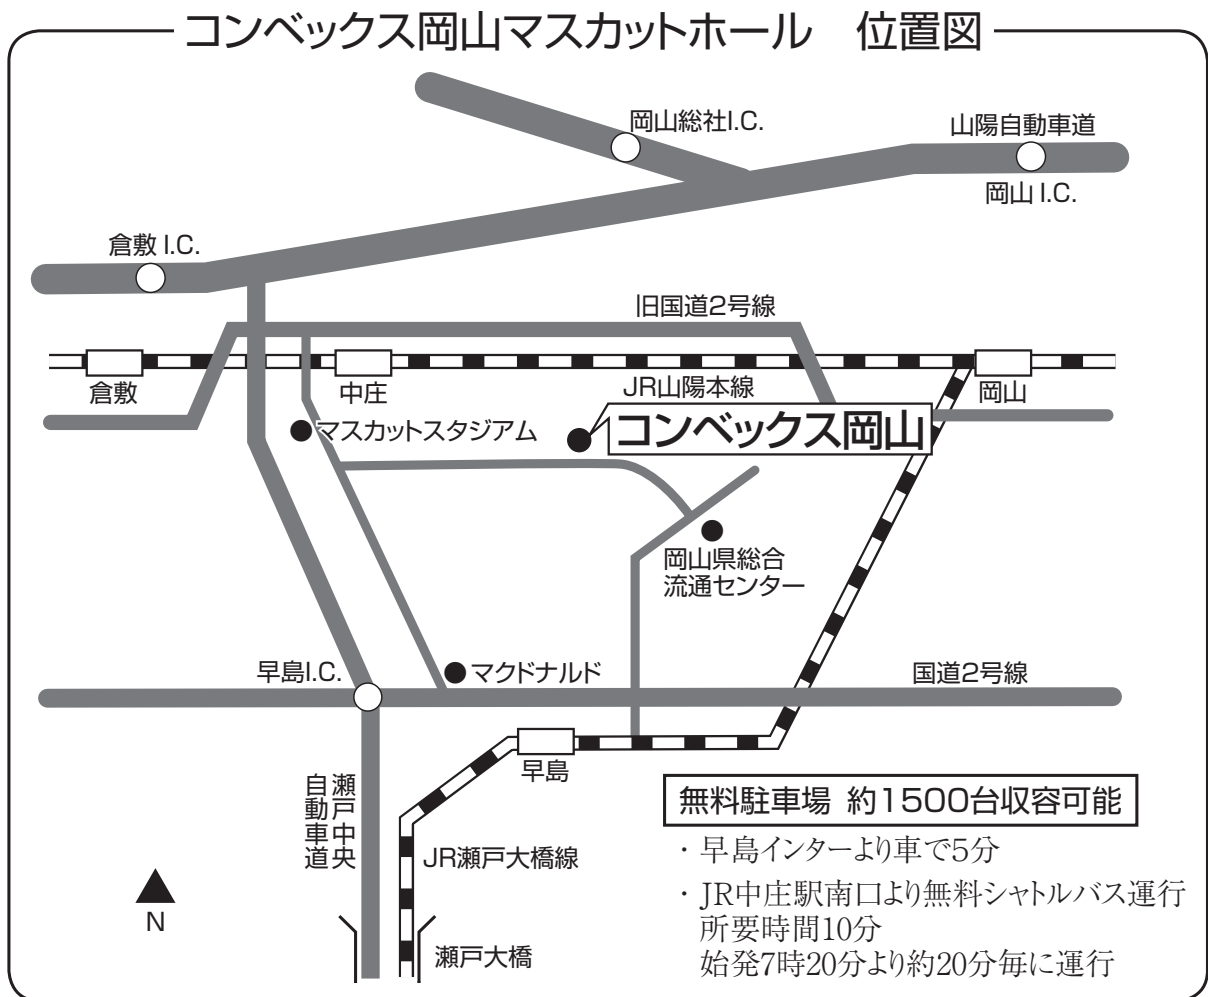 コンベックス岡山マスカットホール　位置図
岡山総社I.C.
山陽自動車道
岡山 I.C.
倉敷 I.C.
旧国道2号線
倉敷
中庄
JR山陽本線
岡山
マスカットスタジアム
コンベックス岡山
岡山県総合
流通センター
早島I.C.
マクドナルド
国道2号線
早島
瀬戸中央
自動車道
JR瀬戸大橋線
瀬戸大橋
N
無料駐車場 約1500台収容可能
・早島インターより車で5分
・JR中庄駅南口より無料シャトルバス運行
所要時間10分
始発7時20分より約20分毎に運行